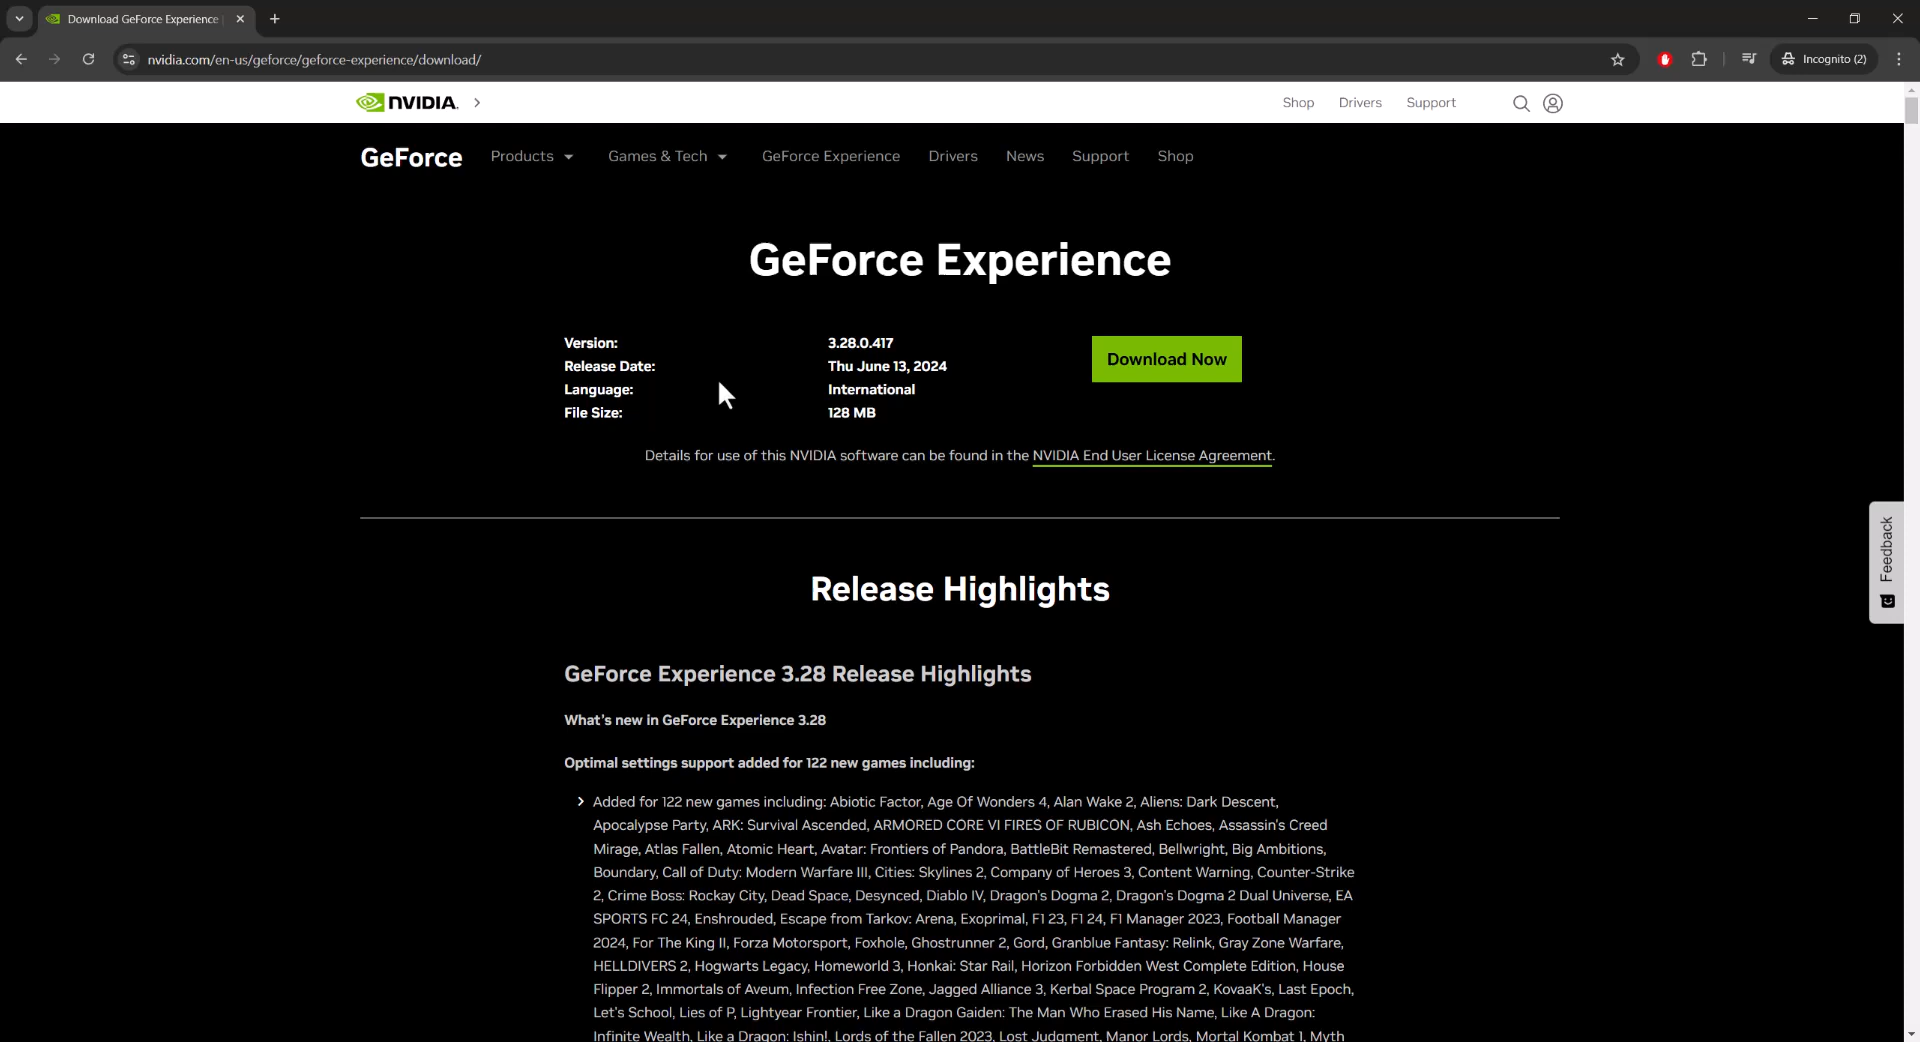 Download GeForce Experience
nvidia.com/en-us/geforce/geforce-experience/download/
Incognito (2)
NVIDIA.
Shop
Drivers
Support
GeForce
Products
Games & Tech
GeForce Experience
Drivers
News
Support
Shop
GeForce Experience
Version: 3.28.0.417
Release Date: Thu June 13, 2024
Language: International
File Size: 128 MB
Download Now
Details for use of this NVIDIA software can be found in the NVIDIA End User License Agreement.
Feedback
Release Highlights
GeForce Experience 3.28 Release Highlights
What's new in GeForce Experience 3.28
Optimal settings support added for 122 new games including:
Added for 122 new games including: Abiotic Factor, Age Of Wonders 4, Alan Wake 2, Aliens: Dark Descent,
Apocalypse Party, ARK: Survival Ascended, ARMORED CORE VI FIRES OF RUBICON, Ash Echoes, Assassin's Creed
Mirage, Atlas Fallen, Atomic Heart, Avatar: Frontiers of Pandora, BattleBit Remastered, Bellwright, Big Ambitions,
Boundary, Call of Duty: Modern Warfare III, Cities: Skylines 2, Company of Heroes 3, Content Warning, Counter-Strike
2, Crime Boss: Rockay City, Dead Space, Desynced, Diablo IV, Dragon's Dogma 2, Dragon's Dogma 2 Dual Universe, EA
SPORTS FC 24, Enshrouded, Escape from Tarkov: Arena, Exoprimal, F1 23, F1 24, F1 Manager 2023, Football Manager
2024, For The King II, Forza Motorsport, Foxhole, Ghostrunner 2, Gord, Granblue Fantasy: Relink, Gray Zone Warfare,
HELLDIVERS 2, Hogwarts Legacy, Homeworld 3, Honkai: Star Rail, Horizon Forbidden West Complete Edition, House
Flipper 2, Immortals of Aveum, Infection Free Zone, Jagged Alliance 3, Kerbal Space Program 2, KovaaK's, Last Epoch,
Let's School, Lies of P, Lightyear Frontier, Like a Dragon Gaiden: The Man Who Erased His Name, Like A Dragon:
Infinite Wealth, Like a Dragon: Ishin!, Lords of the Fallen 2023, Lost Judgment, Manor Lords, Mortal Kombat 1, Myth